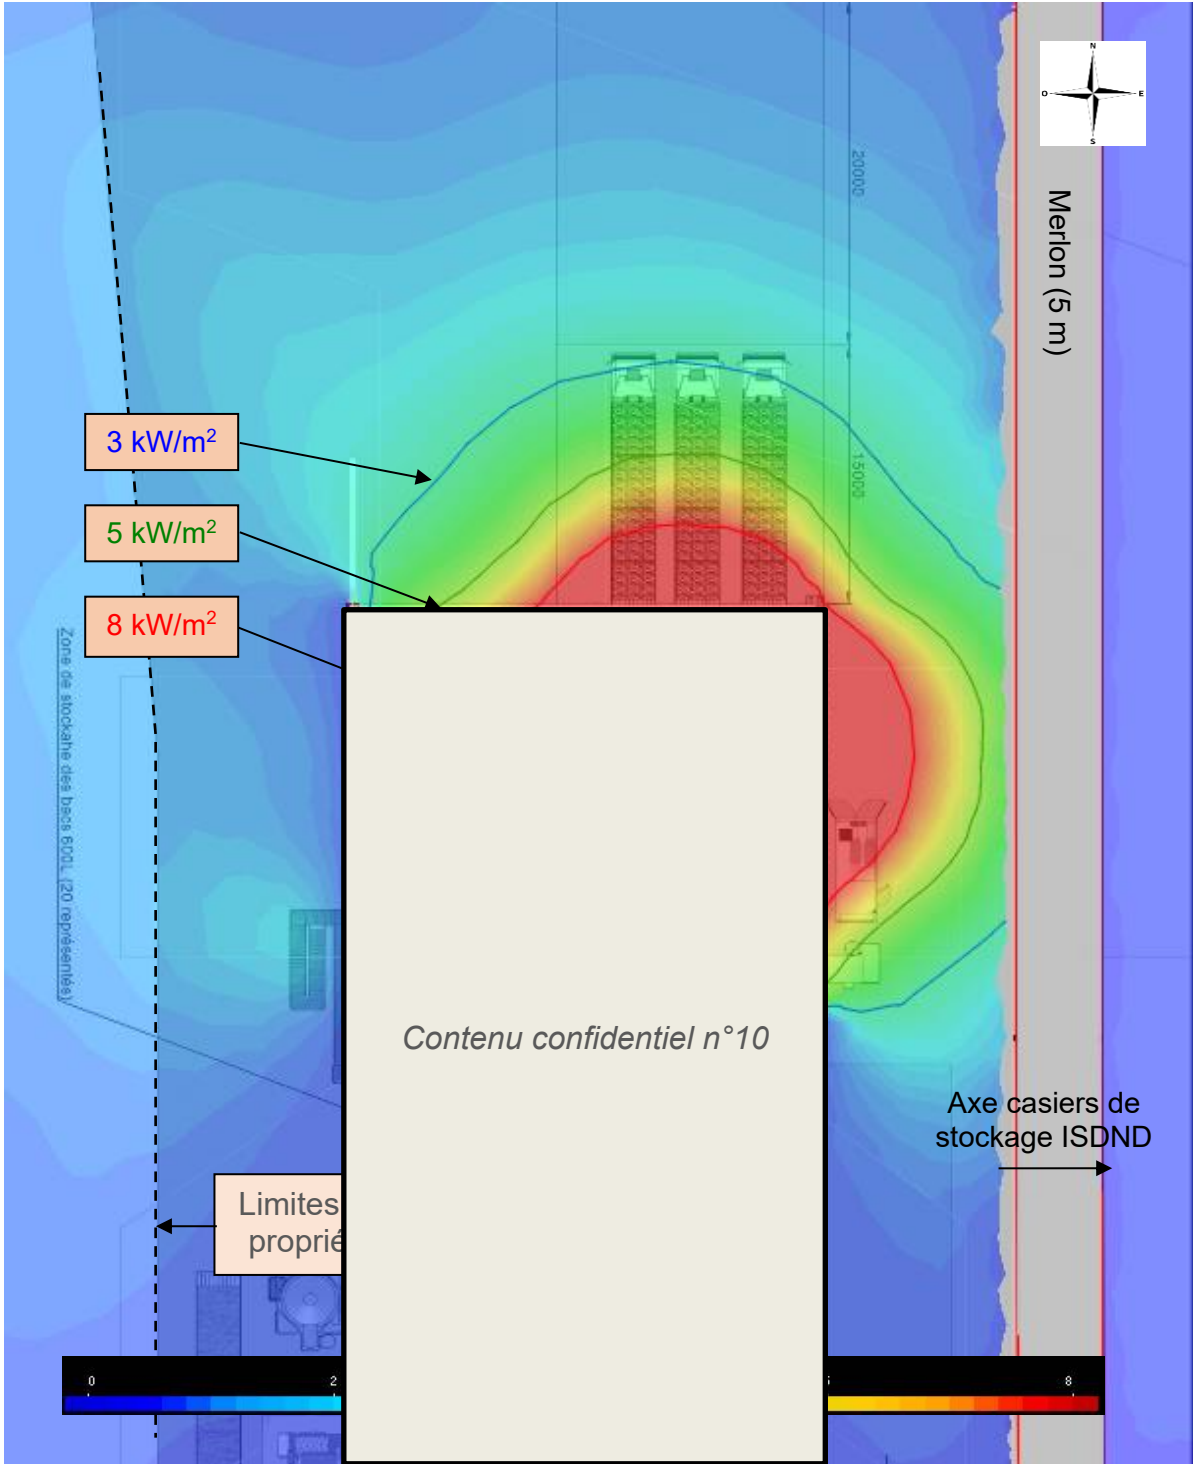 N
O
E
S
20000
Merlon (5 m)
3 kW/m²
15000
5 kW/m²
8 kW/m²
Zone de stockahe des bacs 600L (20 représentés)
Contenu confidentiel n°10
Axe casiers de
stockage ISDND
Limites
proprié
0
2
8